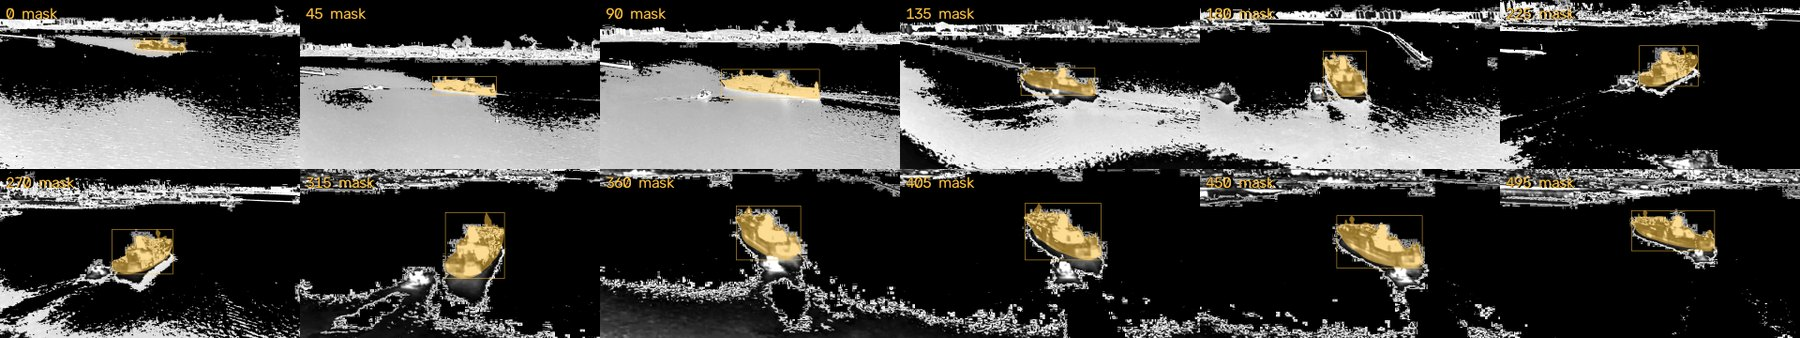 0 mask
45 mask
90 mask
135 mask
180 mask
225 mask
270 mask
315 mask
360 mask
405 mask
450 mask
495 mask